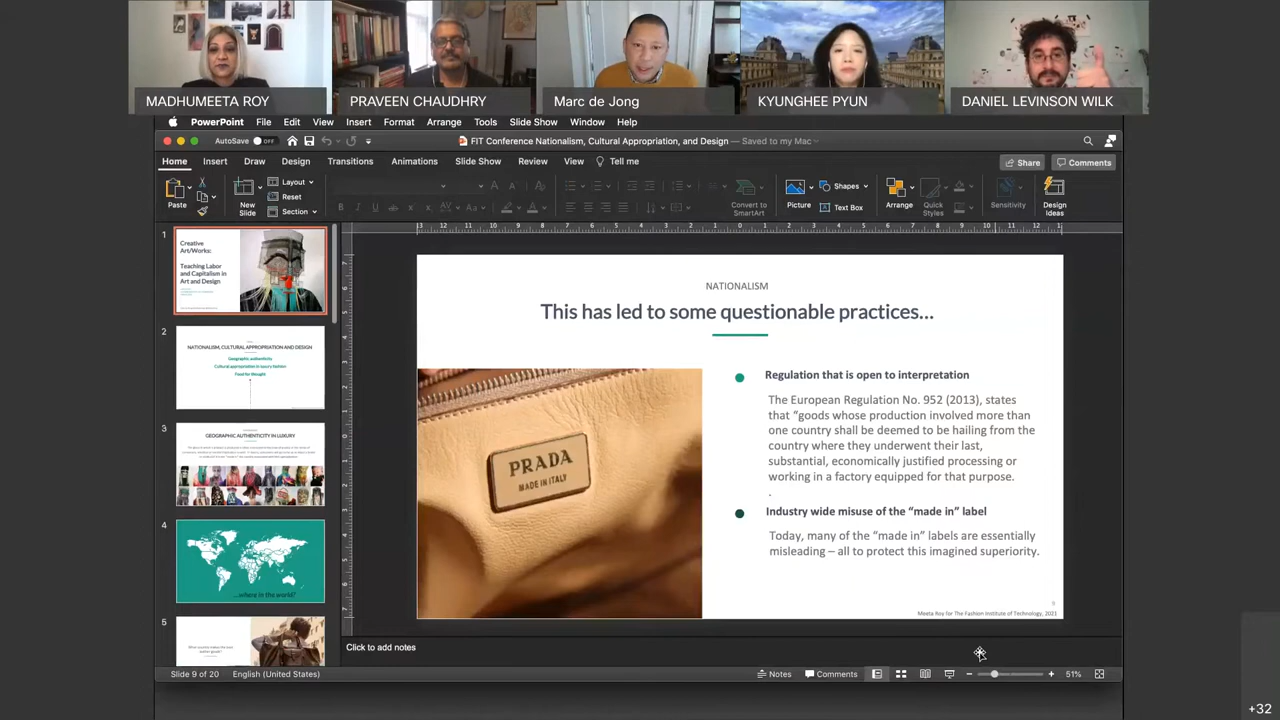 MADHUMEETA ROY
PRAVEEN CHAUDHRY
Marc de Jong
KYUNGHEE PYUN
DANIEL LEVINSON WILK
PowerPoint File Edit View Insert Format Arrange Tools Slide Show Window Help
AutoSave OFF
FIT Conference Nationalism, Cultural Appropriation, and Design — Saved to my Mac
Home Insert Draw Design Transitions Animations Slide Show Review View Tell me
Share Comments
Paste
New Slide
Layout
Reset
Section
Convert to SmartArt
Picture
Shapes
Text Box
Arrange
Quick Styles
Sensitivity
Design Ideas
1
Creative
Art/Works:
Teaching Labor
and Capitalism in
Art and Design
2
NATIONALISM, CULTURAL APPROPRIATION AND DESIGN
Geographic authenticity
Cultural appropriation in luxury fashion
Food for thought
3
GEOGRAPHIC AUTHENTICITY IN LUXURY
4
...where in the world?
5
NATIONALISM
This has led to some questionable practices...
PRADA
MADE IN ITALY
Regulation that is open to interpretation
The European Regulation No. 952 (2013), states
that “goods whose production involved more than
one country shall be deemed to be hailing from the
country where they underwent their last,
substantial, economically justified processing or
working in a factory equipped for that purpose.
.
Industry wide misuse of the “made in” label
Today, many of the “made in” labels are essentially
misleading – all to protect this imagined superiority.
9
Meeta Roy for The Fashion Institute of Technology, 2021
Click to add notes
Slide 9 of 20 English (United States)
Notes Comments 51%
+32